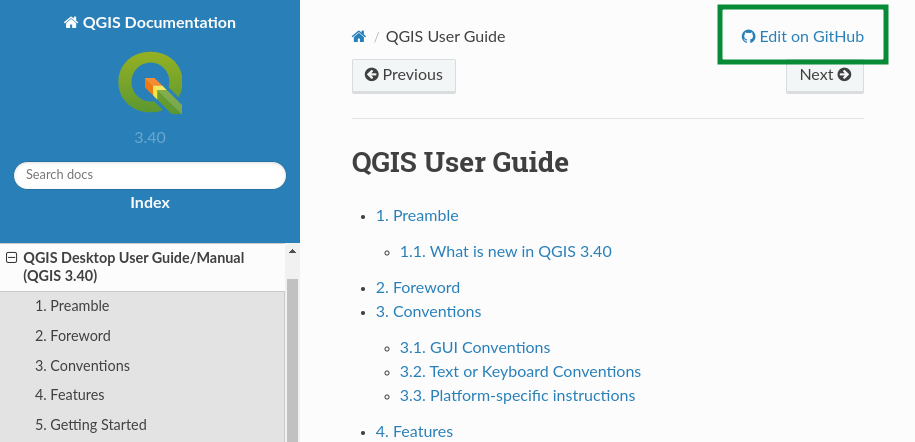 QGIS Documentation
3.40
Search docs
Index
QGIS Desktop User Guide/Manual
(QGIS 3.40)
1. Preamble
2. Foreword
3. Conventions
4. Features
5. Getting Started
/ QGIS User Guide
Edit on GitHub
Previous
Next
QGIS User Guide
• 1. Preamble
◦ 1.1. What is new in QGIS 3.40
• 2. Foreword
• 3. Conventions
◦ 3.1. GUI Conventions
◦ 3.2. Text or Keyboard Conventions
◦ 3.3. Platform-specific instructions
• 4. Features